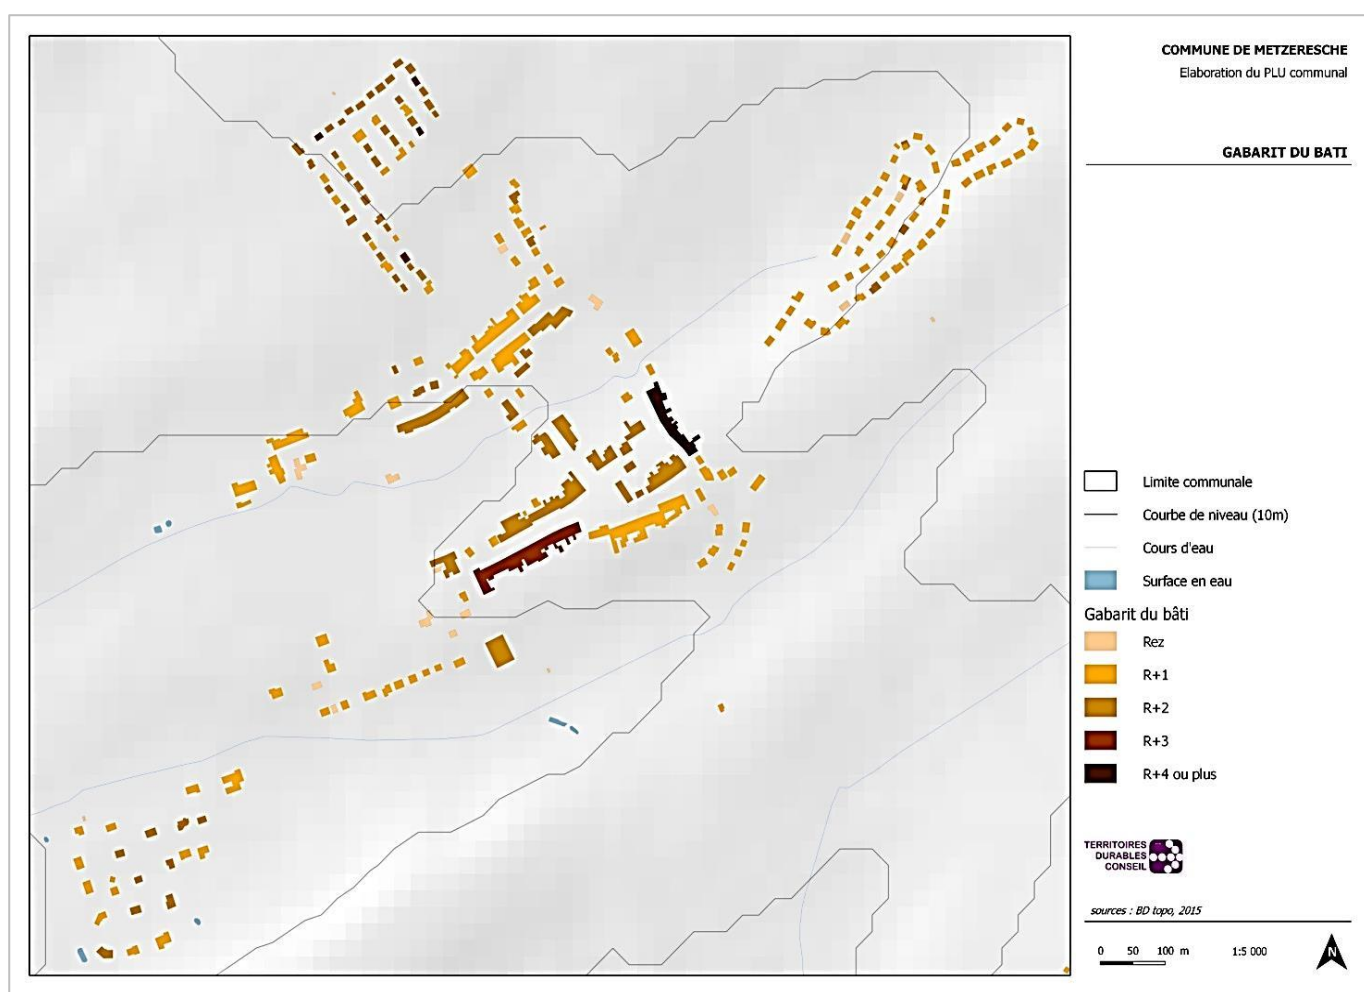 COMMUNE DE METZERESCHE
Elaboration du PLU communal
GABARIT DU BATI
Limite communale
Courbe de niveau (10m)
Cours d'eau
Surface en eau
Gabarit du bâti
Rez
R+1
R+2
R+3
R+4 ou plus
TERRITOIRES
DURABLES
CONSEIL
sources : BD topo, 2015
0 50 100 m 1:5 000
N